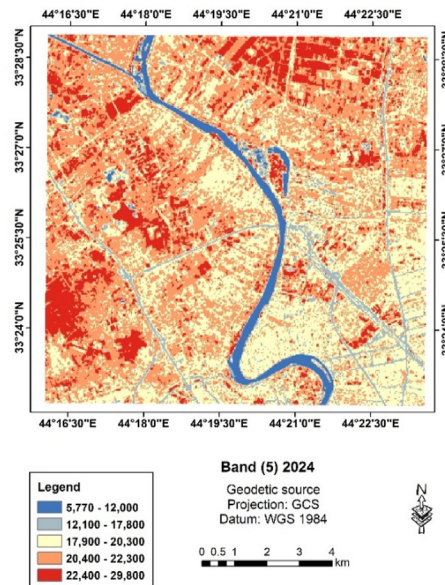 44°16'30"E 44°18'0"E 44°19'30"E 44°21'0"E 44°22'30"E
33°28'30"N
33°27'0"N
33°25'30"N
33°24'0"N
44°16'30"E 44°18'0"E 44°19'30"E 44°21'0"E 44°22'30"E
Band (5) 2024
Geodetic source
Projection: GCS
Datum: WGS 1984
N
0 0.5 1 2 3 4
km
Legend
5,770 - 12,000
12,100 - 17,800
17,900 - 20,300
20,400 - 22,300
22,400 - 29,800